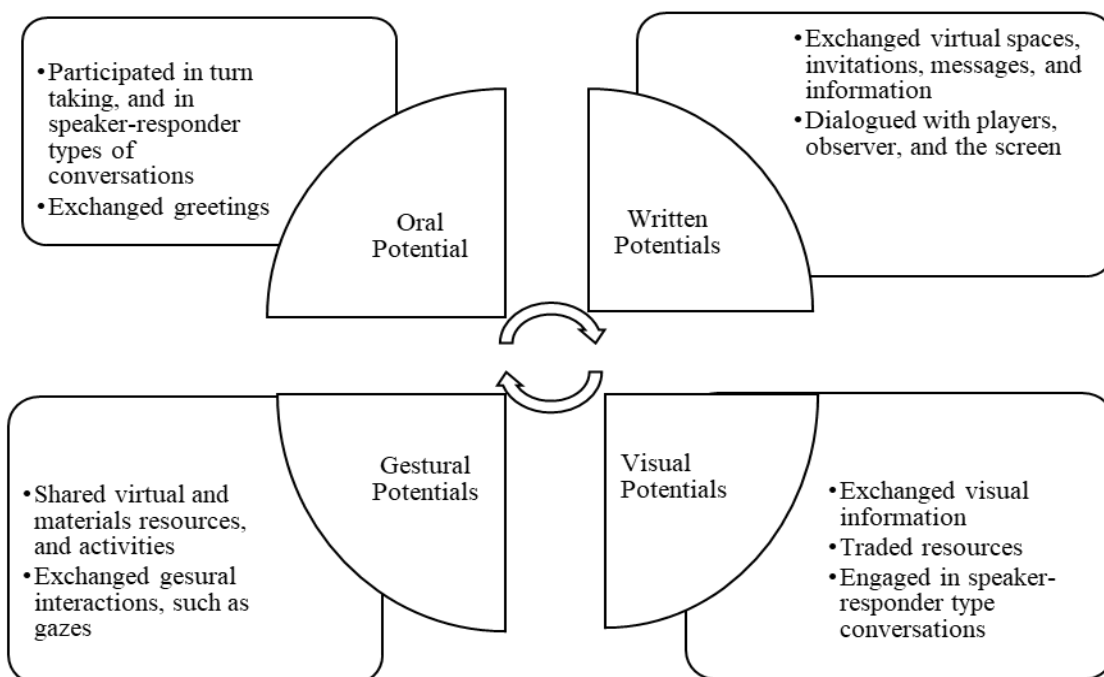 •Participated in turn
taking, and in
speaker-responder
types of
conversations
•Exchanged greetings
Oral
Potential
•Exchanged virtual spaces,
invitations, messages, and
information
•Dialogued with players,
observer, and the screen
Written
Potentials
Gestural
Potentials
•Shared virtual and
materials resources,
and activities
•Exchanged gesural
interactions, such as
gazes
Visual
Potentials
•Exchanged visual
information
•Traded resources
•Engaged in speaker-
responder type
conversations